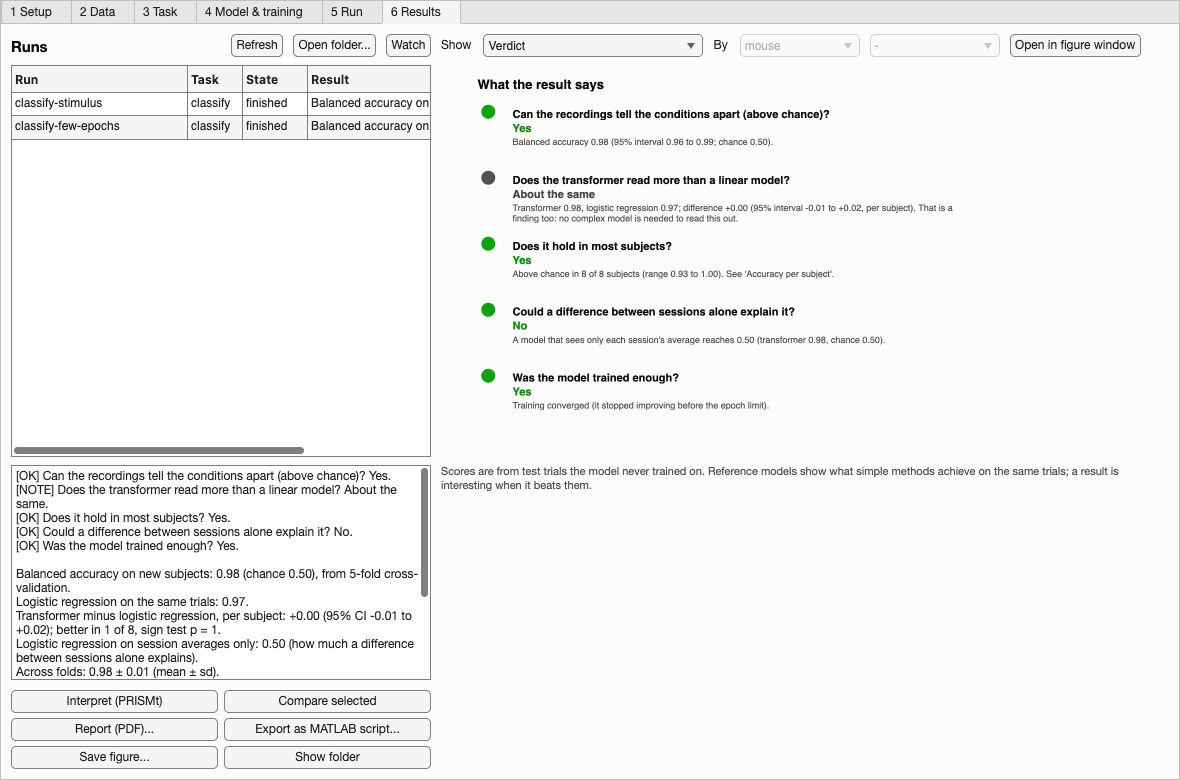 1 Setup
2 Data
3 Task
4 Model & training
5 Run
6 Results
Runs
Refresh
Open folder...
Watch
Show
Verdict
By
mouse
-
Open in figure window
Run
Task
State
Result
classify-stimulus
classify
finished
Balanced accuracy on
classify-few-epochs
classify
finished
Balanced accuracy on
What the result says
Can the recordings tell the conditions apart (above chance)?
Yes
Balanced accuracy 0.98 (95% interval 0.96 to 0.99; chance 0.50).
Does the transformer read more than a linear model?
About the same
Transformer 0.98, logistic regression 0.97; difference +0.00 (95% interval -0.01 to +0.02, per subject). That is a
finding too: no complex model is needed to read this out.
Does it hold in most subjects?
Yes
Above chance in 8 of 8 subjects (range 0.93 to 1.00). See 'Accuracy per subject'.
Could a difference between sessions alone explain it?
No
A model that sees only each session's average reaches 0.50 (transformer 0.98, chance 0.50).
Was the model trained enough?
Yes
Training converged (it stopped improving before the epoch limit).
[OK] Can the recordings tell the conditions apart (above chance)? Yes.
[NOTE] Does the transformer read more than a linear model? About the
same.
[OK] Does it hold in most subjects? Yes.
[OK] Could a difference between sessions alone explain it? No.
[OK] Was the model trained enough? Yes.
Balanced accuracy on new subjects: 0.98 (chance 0.50), from 5-fold cross-
validation.
Logistic regression on the same trials: 0.97.
Transformer minus logistic regression, per subject: +0.00 (95% CI -0.01 to
+0.02); better in 1 of 8, sign test p = 1.
Logistic regression on session averages only: 0.50 (how much a difference
between sessions alone explains).
Across folds: 0.98 ± 0.01 (mean ± sd).
Scores are from test trials the model never trained on. Reference models show what simple methods achieve on the same trials; a result is
interesting when it beats them.
Interpret (PRISMt)
Compare selected
Report (PDF)...
Export as MATLAB script...
Save figure...
Show folder